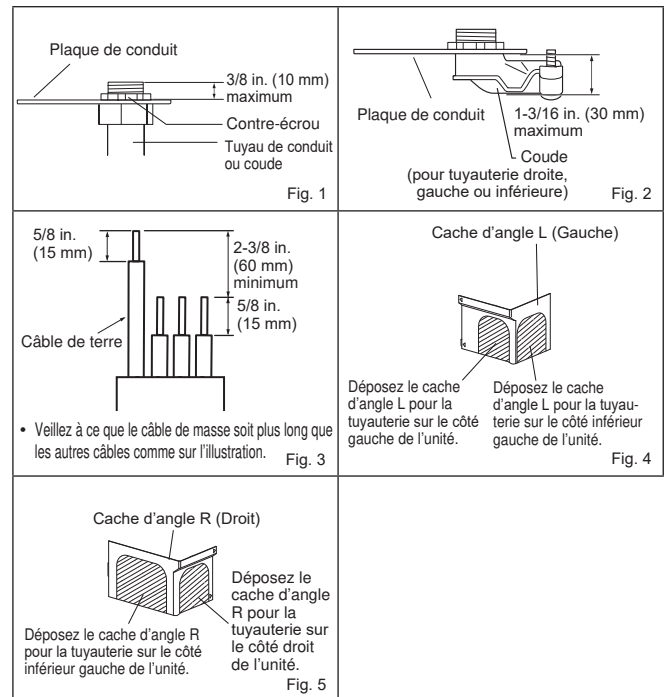 Plaque de conduit
3/8 in. (10 mm)
maximum
Contre-écrou
Tuyau de conduit
ou coude
Fig. 1
Plaque de conduit
1-3/16 in. (30 mm)
maximum
Coude
(pour tuyauterie droite,
gauche ou inférieure)
Fig. 2
5/8 in.
(15 mm)
2-3/8 in.
(60 mm)
minimum
5/8 in.
(15 mm)
Câble de terre
• Veillez à ce que le câble de masse soit plus long que
les autres câbles comme sur l'illustration.
Fig. 3
Cache d'angle L (Gauche)
Déposez le cache
d'angle L pour la
tuyauterie sur le côté
gauche de l'unité.
Déposez le cache
d'angle L pour la tuyau-
terie sur le côté inférieur
gauche de l'unité.
Fig. 4
Cache d'angle R (Droit)
Déposez le cache d'angle R
pour la tuyauterie sur le côté
inférieur gauche de l'unité.
Déposez le
cache d'angle
R pour la
tuyauterie sur
le côté droit
de l'unité.
Fig. 5